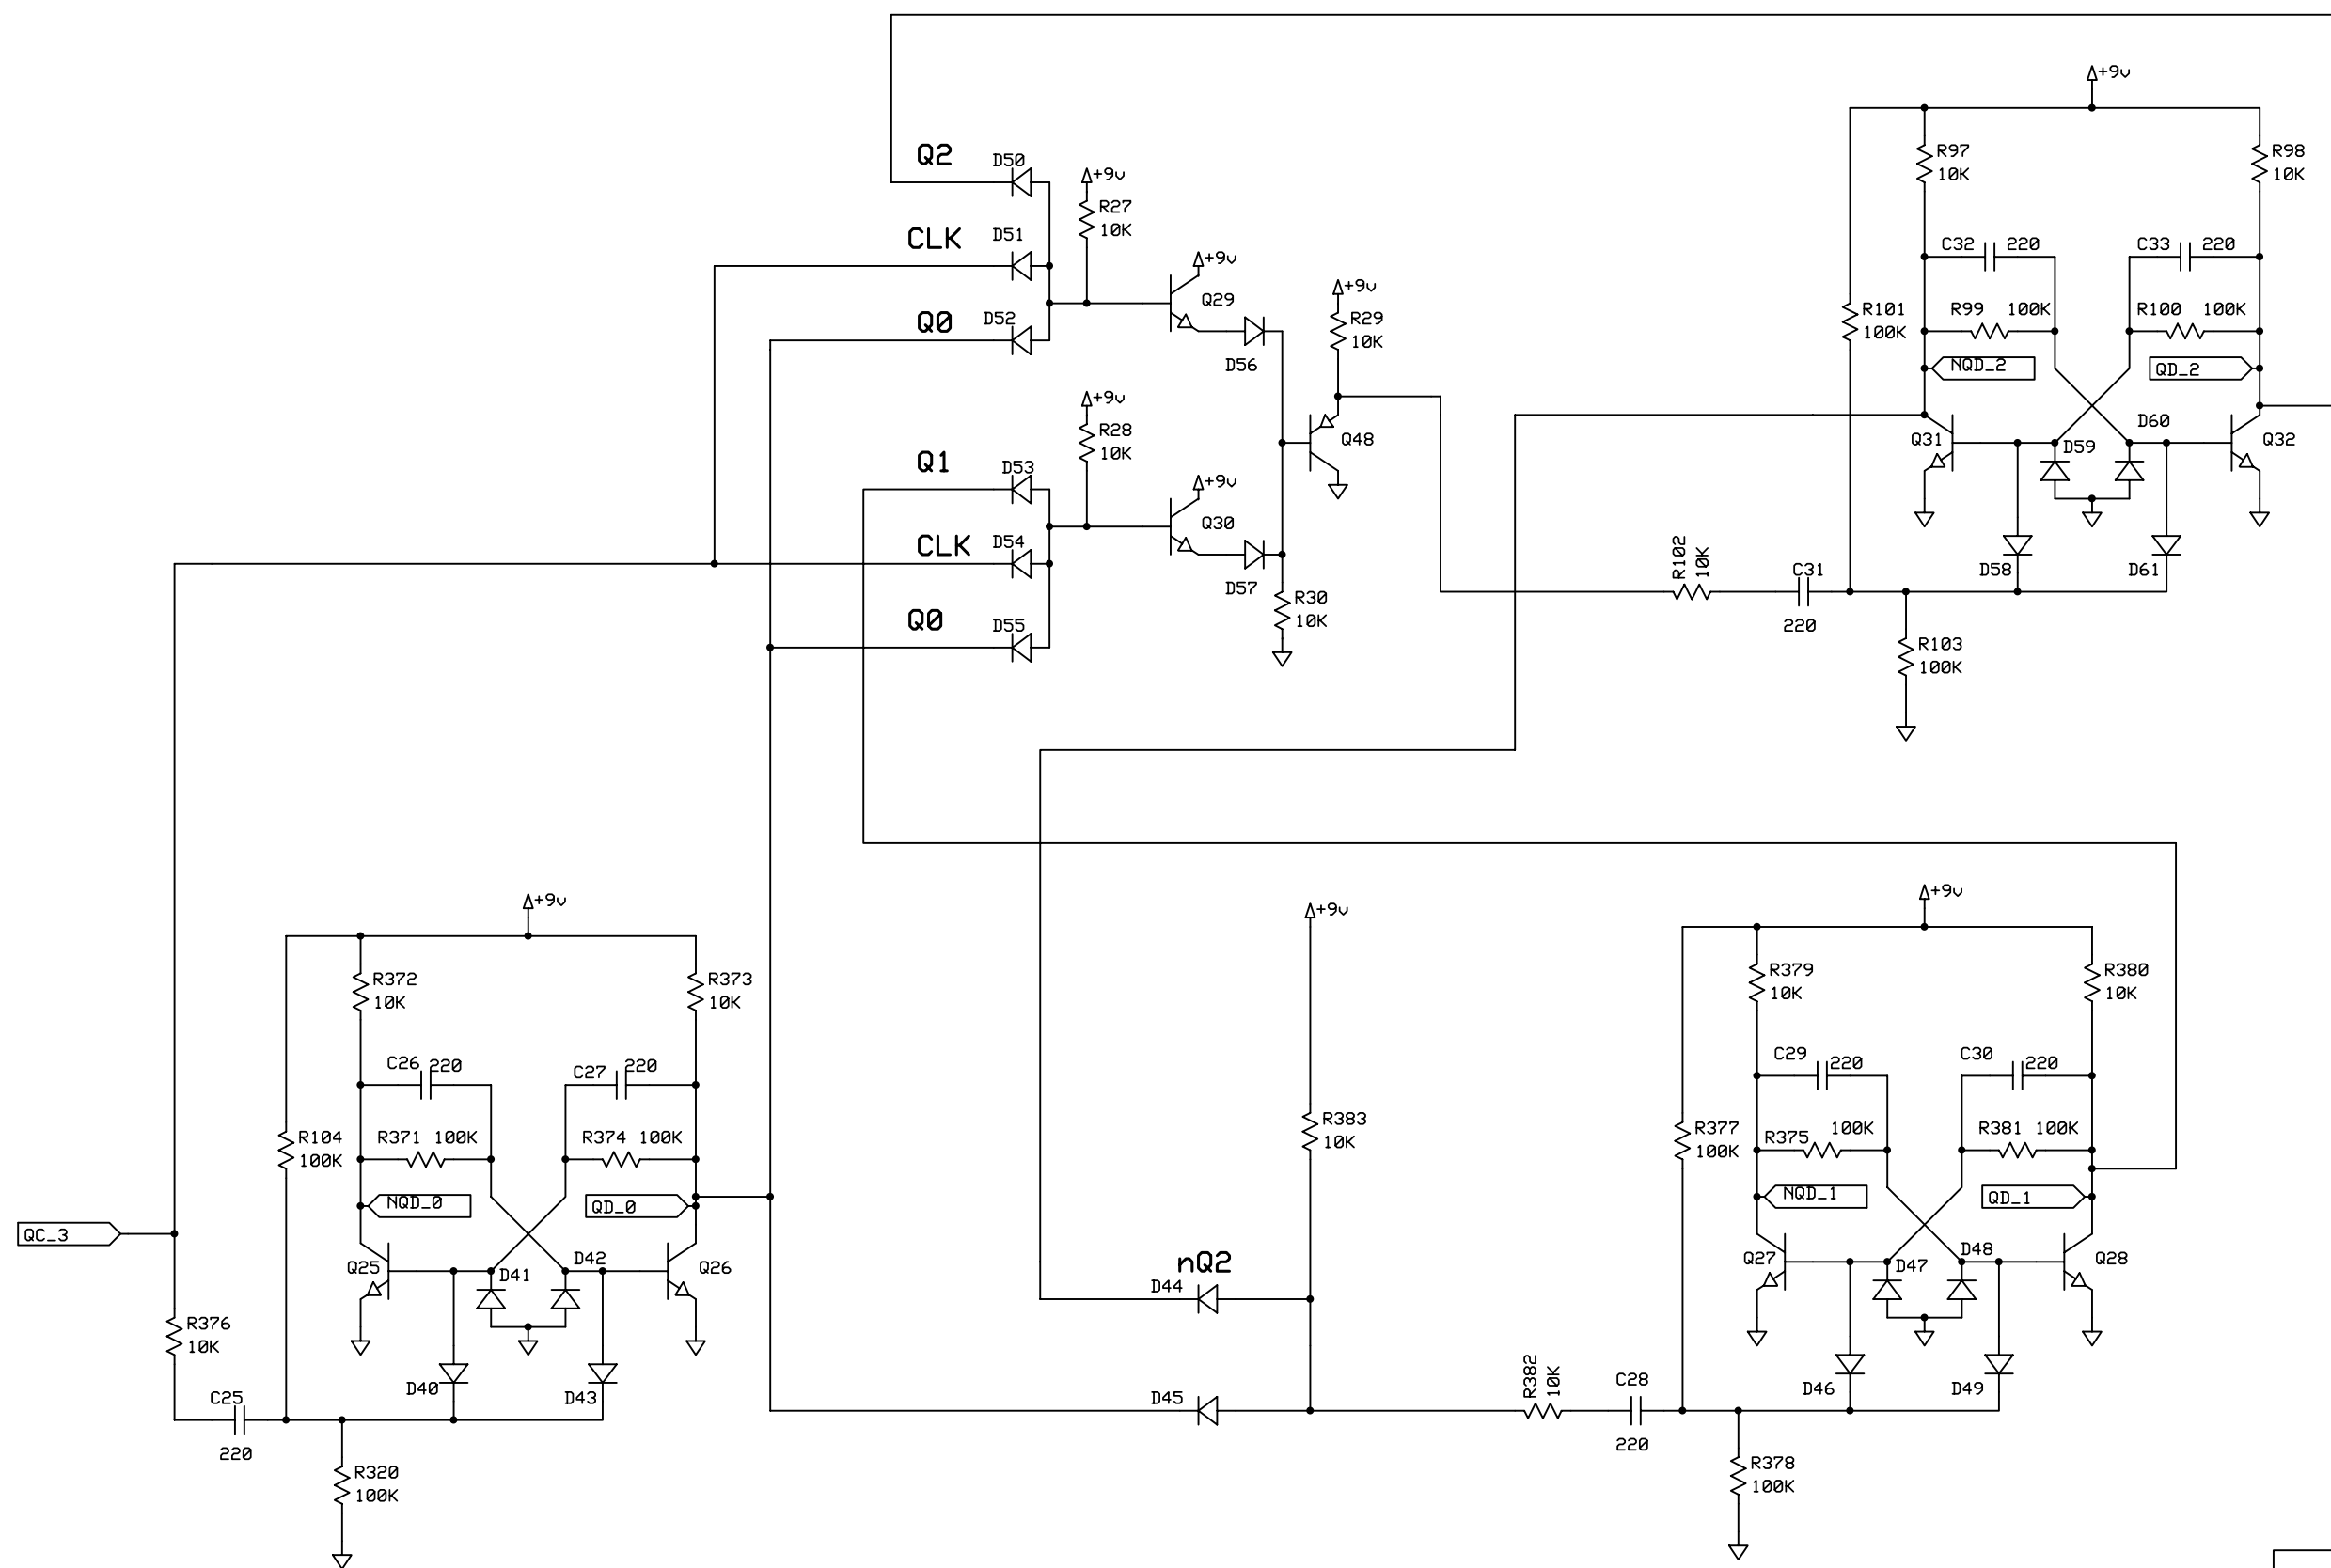 +9v
Q2
D50
+9v
R27
10K
CLK
D51
+9v
Q29
Q0
D52
D56
+9v
R29
10K
+9v
R28
10K
Q48
Q1
D53
+9v
Q30
CLK
D54
D57
R30
10K
Q0
D55
R97
10K
R98
10K
C32 220
C33 220
R101
100K
R99 100K
R100 100K
NQD_2
QD_2
D60
Q31
D59
Q32
R102
10K
C31
220
D58
D61
R103
100K
+9v
R372
10K
R373
10K
C26 220
C27 220
R104
100K
R371 100K
R374 100K
NQD_0
QD_0
QC_3
Q25
D41
D42
Q26
R376
10K
D40
D43
C25
220
R320
100K
+9v
R383
10K
nQ2
D44
D45
R382
10K
C28
220
+9v
R379
10K
R380
10K
C29 220
C30 220
R377
100K
R375 100K
R381 100K
NQD_1
QD_1
Q27
D47
D48
Q28
D46
D49
R378
100K